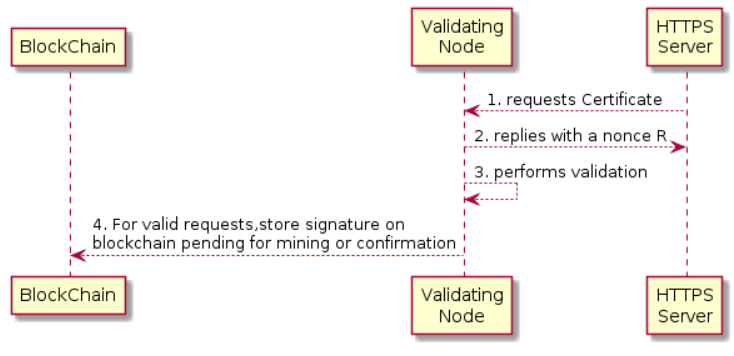 BlockChain
Validating
Node
HTTPS
Server
1. requests Certificate
2. replies with a nonce R
3. performs validation
4. For valid requests,store signature on
blockchain pending for mining or confirmation
BlockChain
Validating
Node
HTTPS
Server